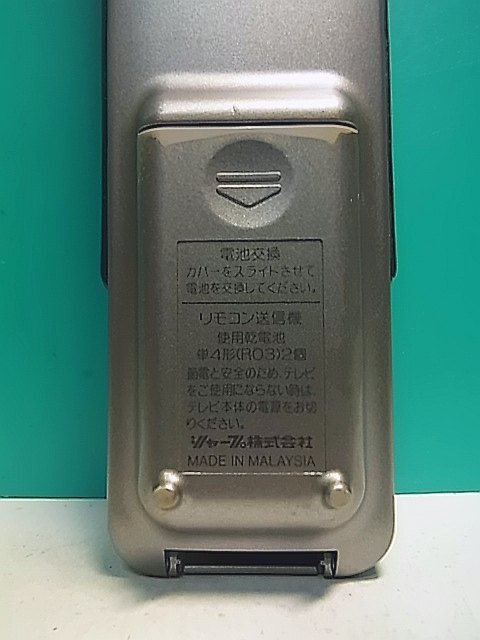 電池交換
カバーをスライドさせて
電池を交換してください。
リモコン送信機
使用乾電池
単4形(R03)2個
節電と安全のため、テレビ
をご使用にならない時は、
テレビ本体の電源をお切
りください。
シャープ株式会社
MADE IN MALAYSIA